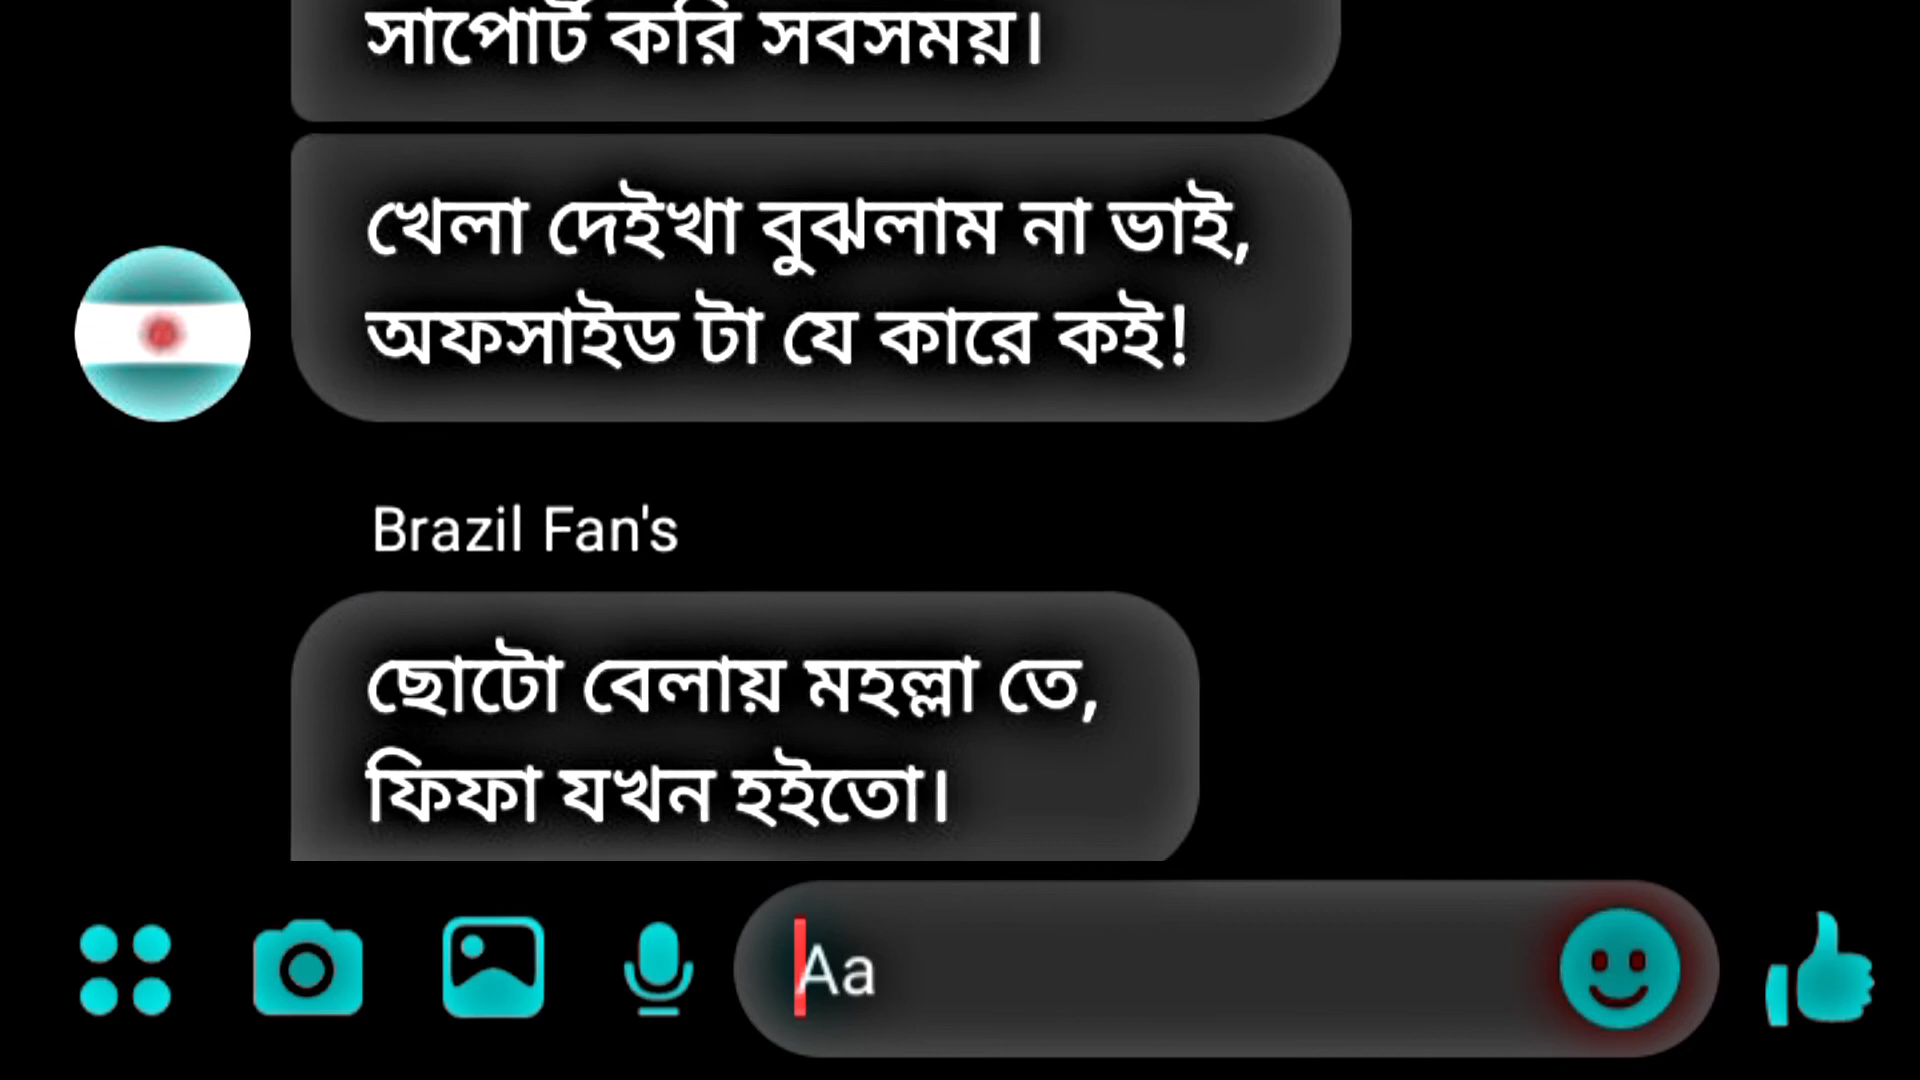 সাপোর্ট করি সবসময়।
খেলা দেইখা বুঝলাম না ভাই,
অফসাইড টা যে কারে কই!
Brazil Fan's
ছোটো বেলায় মহল্লা তে,
ফিফা যখন হইতো।
Aa